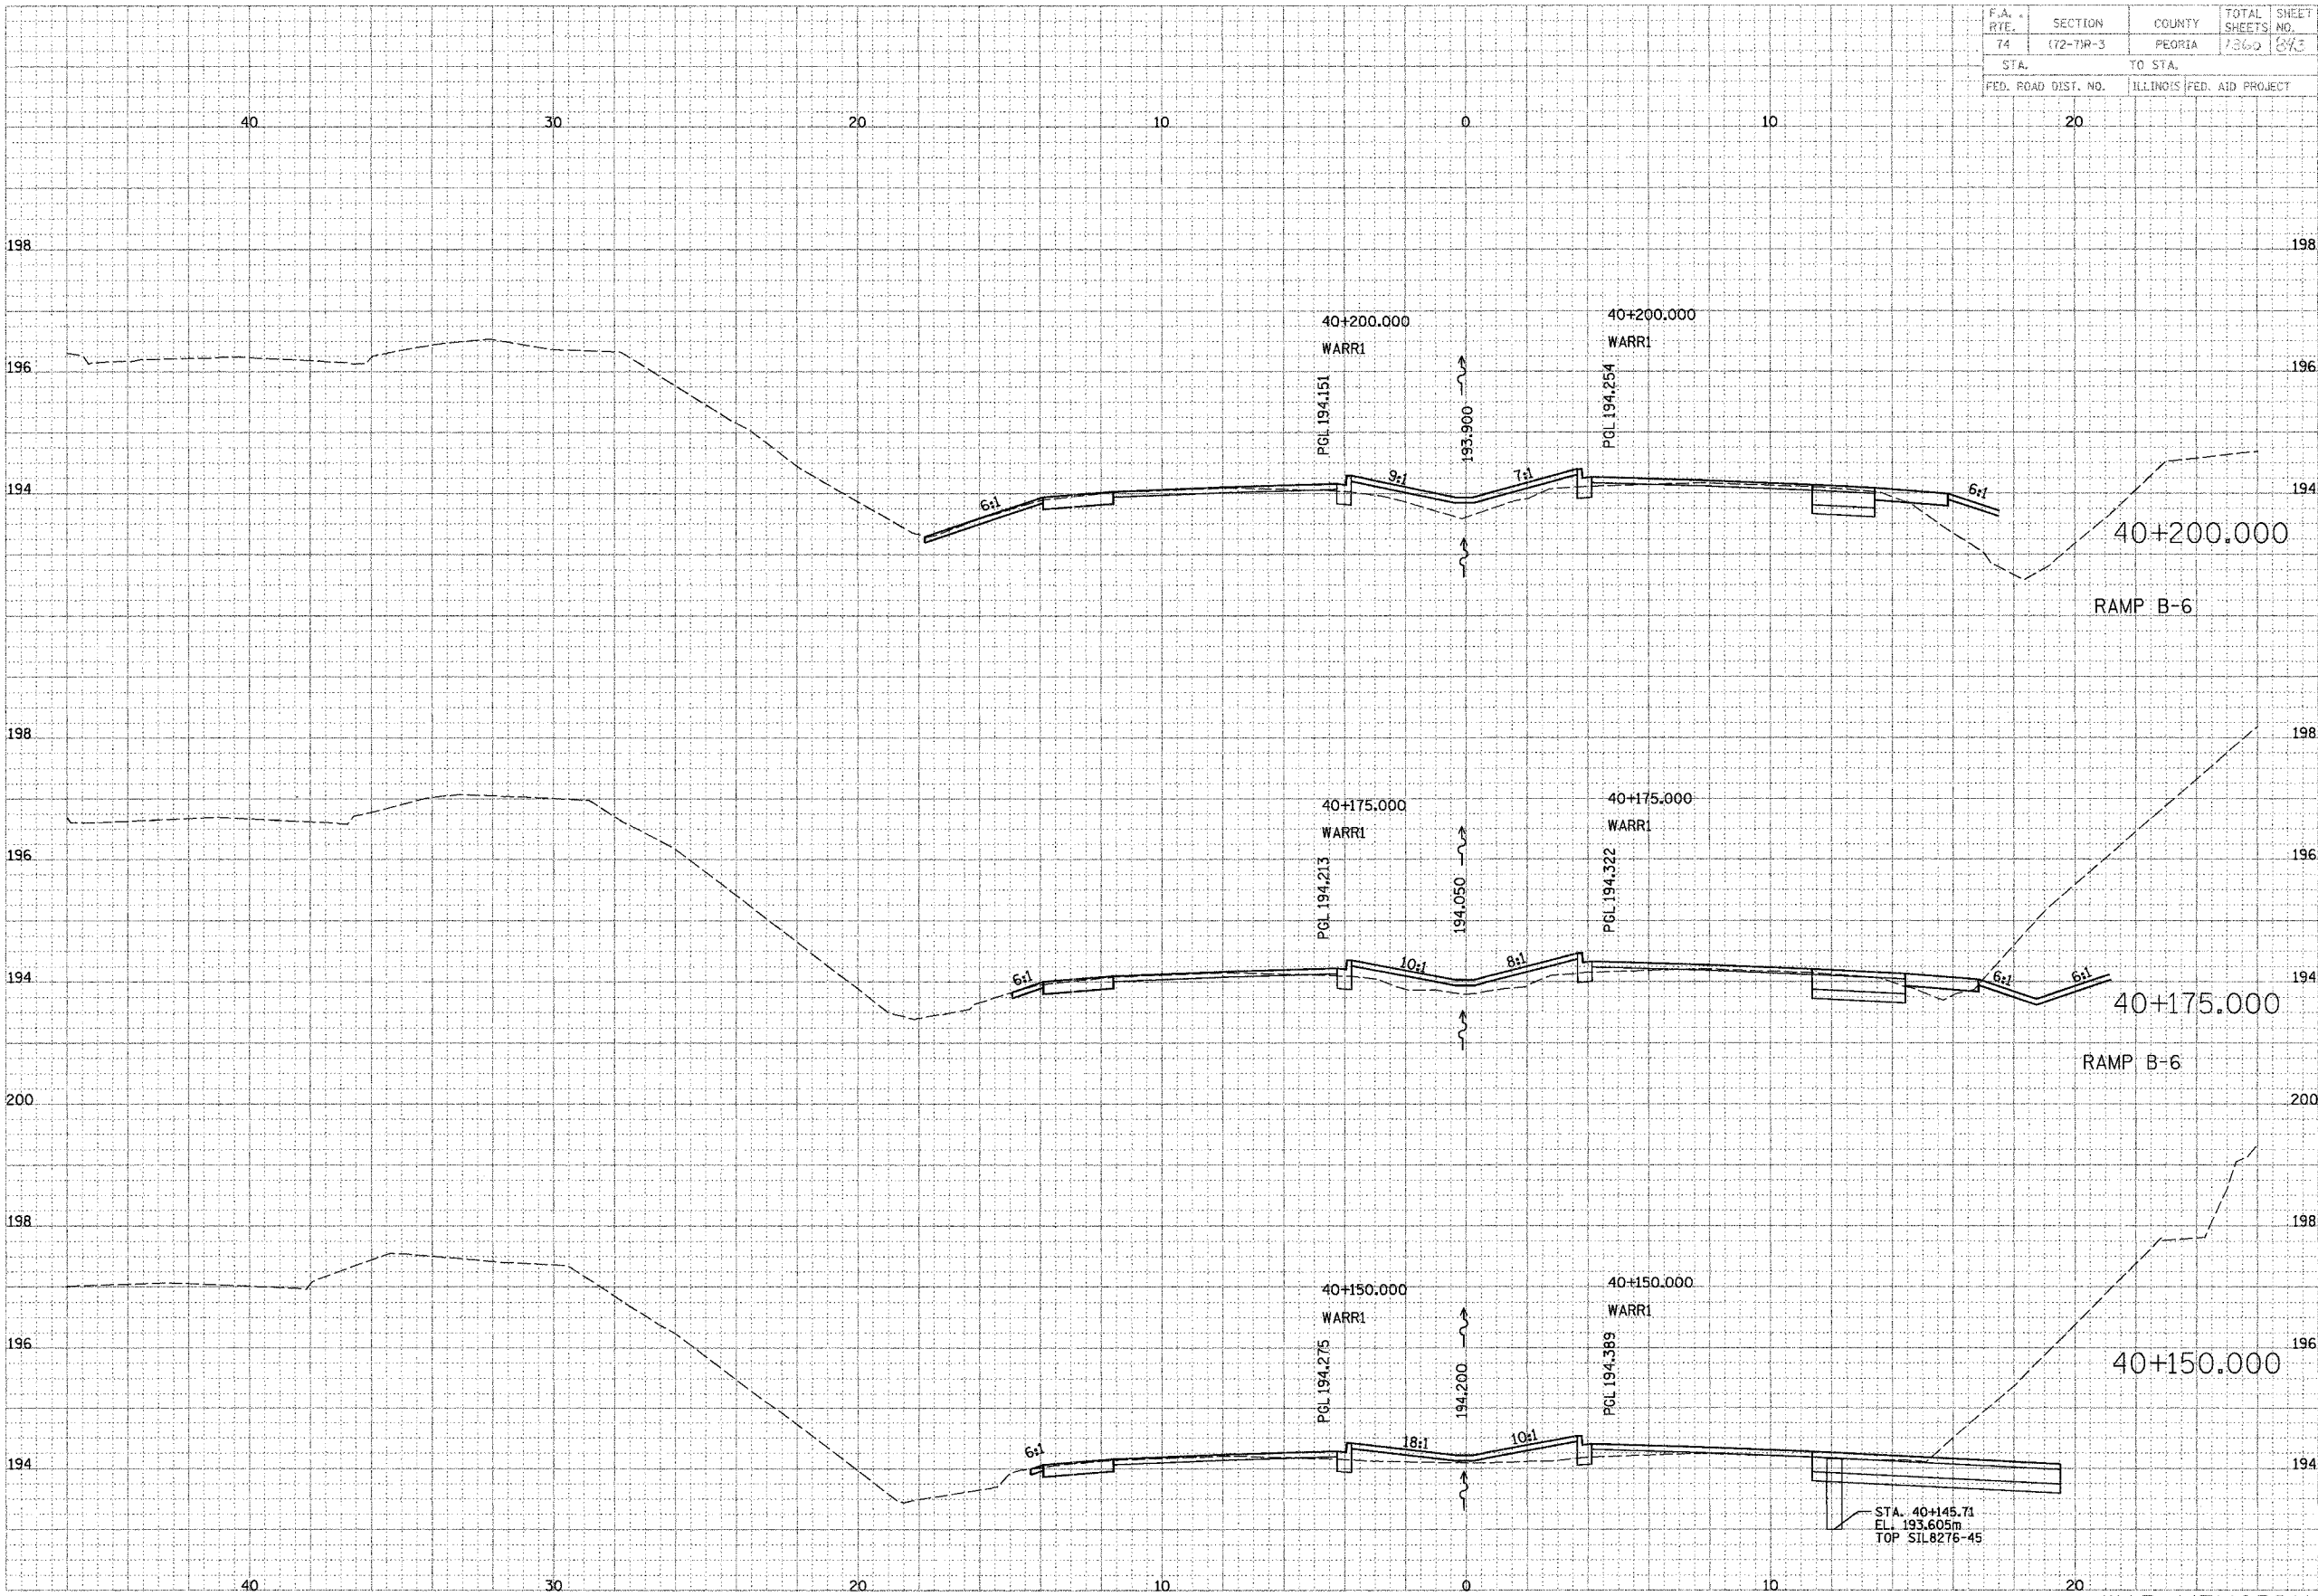 F.A. RTE. SECTION COUNTY TOTAL SHEETS SHEET NO.
74 (72-7)R-3 PEORIA 1360 893
STA. TO STA.
FED. ROAD DIST. NO. ILLINOIS FED. AID PROJECT
40 30 20 10 0 10 20
198 198
40+200.000 40+200.000
WARR1 WARR1
196 196
PGL 194.151 193.900 PGL 194.254
194 6:1 9:1 7:1 6:1 194
40+200.000
RAMP B-6
198 198
40+175.000 40+175.000
WARR1 WARR1
196 196
PGL 194.213 194.050 PGL 194.322
194 6:1 10:1 8:1 6:1 6:1 194
40+175.000
RAMP B-6
200 200
198 198
40+150.000 40+150.000
WARR1 WARR1
196 196
40+150.000
PGL 194.275 194.200 PGL 194.389
194 6:1 18:1 10:1 194
STA. 40+145.71
EL. 193.605m
TOP SIL8276-45
40 30 20 10 0 10 20